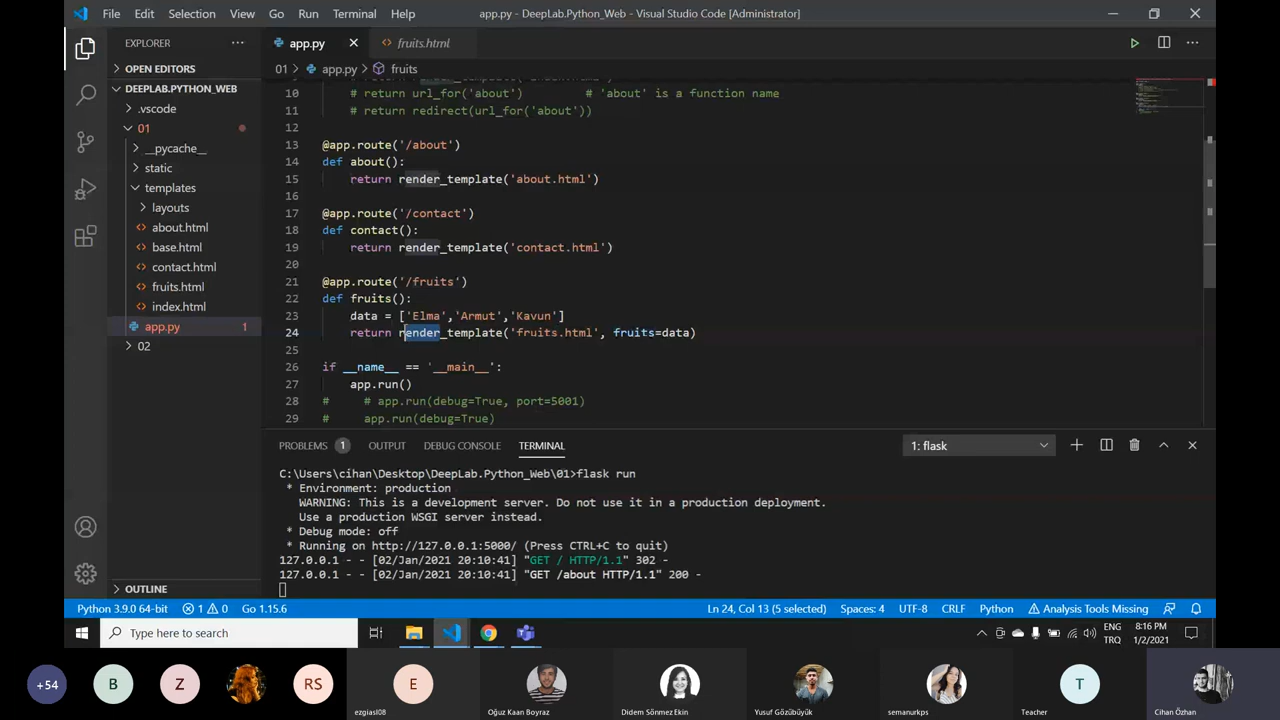 File Edit Selection View Go Run Terminal Help app.py - DeepLab.Python_Web - Visual Studio Code [Administrator]
EXPLORER
app.py
fruits.html
OPEN EDITORS
01 > app.py > fruits
DEEPLAB.PYTHON_WEB
.vscode
01
__pycache__
static
templates
layouts
about.html
base.html
contact.html
fruits.html
index.html
app.py 1
02
OUTLINE
10 # return url_for('about') # 'about' is a function name
11 # return redirect(url_for('about'))
12
13 @app.route('/about')
14 def about():
15 return render_template('about.html')
16
17 @app.route('/contact')
18 def contact():
19 return render_template('contact.html')
20
21 @app.route('/fruits')
22 def fruits():
23 data = ['Elma','Armut','Kavun']
24 return render_template('fruits.html', fruits=data)
25
26 if __name__ == '__main__':
27 app.run()
28 # # app.run(debug=True, port=5001)
29 # app.run(debug=True)
PROBLEMS 1 OUTPUT DEBUG CONSOLE TERMINAL 1: flask
C:\Users\cihan\Desktop\DeepLab.Python_Web\01>flask run
* Environment: production
WARNING: This is a development server. Do not use it in a production deployment.
Use a production WSGI server instead.
* Debug mode: off
* Running on http://127.0.0.1:5000/ (Press CTRL+C to quit)
127.0.0.1 - - [02/Jan/2021 20:10:41] "GET / HTTP/1.1" 302 -
127.0.0.1 - - [02/Jan/2021 20:10:41] "GET /about HTTP/1.1" 200 -
Python 3.9.0 64-bit 1 0 Go 1.15.6 Ln 24, Col 13 (5 selected) Spaces: 4 UTF-8 CRLF Python Analysis Tools Missing
Type here to search
ENG
TRQ
8:16 PM
1/2/2021
+54 B Z RS E T
ezgiasl08 Oğuz Kaan Boyraz Didem Sönmez Ekin Yusuf Gözübüyük semanurkps Teacher Cihan Özhan